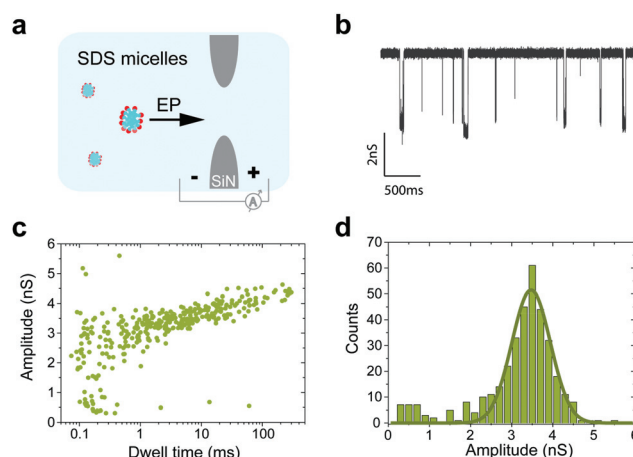 a
SDS micelles
EP
SiN
- +
A
b
2nS
500ms
c
Amplitude (nS)
6
5
4
3
2
1
0
0.1 1 10 100
Dwell time (ms)
d
Counts
70
60
50
40
30
20
10
0
0 1 2 3 4 5 6
Amplitude (nS)